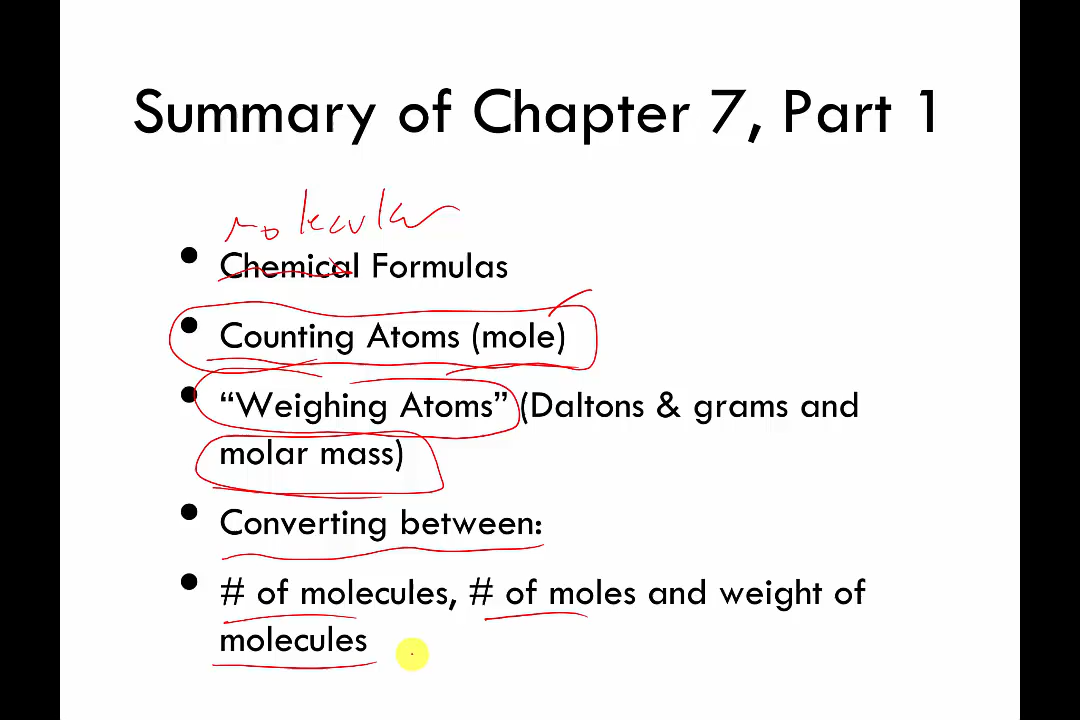 Summary of Chapter 7, Part 1
molecular
• Chemical Formulas
• Counting Atoms (mole)
• “Weighing Atoms” (Daltons & grams and
molar mass)
• Converting between:
• # of molecules, # of moles and weight of
molecules